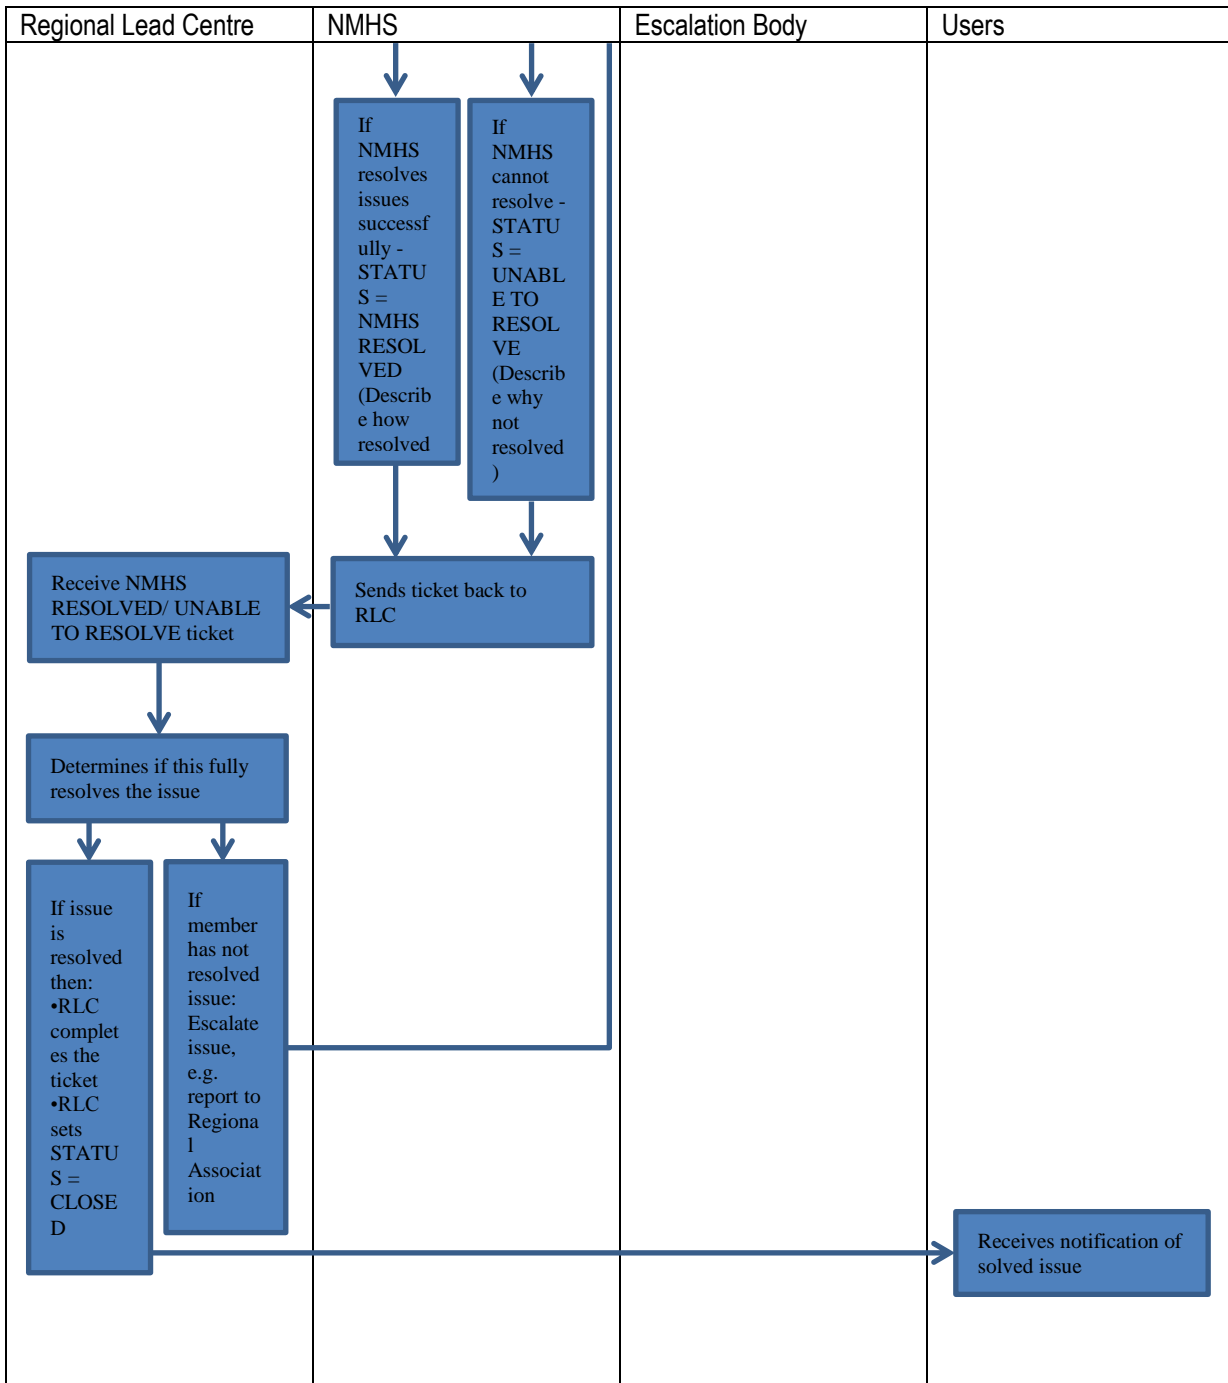 Regional Lead Centre
NMHS
Escalation Body
Users
If
NMHS
resolves
issues
successf
ully -
STATU
S =
NMHS
RESOL
VED
(Describ
e how
resolved
If
NMHS
cannot
resolve -
STATU
S =
UNABL
E TO
RESOL
VE
(Describ
e why
not
resolved
)
Sends ticket back to
RLC
Receive NMHS
RESOLVED/ UNABLE
TO RESOLVE ticket
Determines if this fully
resolves the issue
If issue
is
resolved
then:
•RLC
complet
es the
ticket
•RLC
sets
STATU
S =
CLOSE
D
If
member
has not
resolved
issue:
Escalate
issue,
e.g.
report to
Regiona
l
Associat
ion
Receives notification of
solved issue